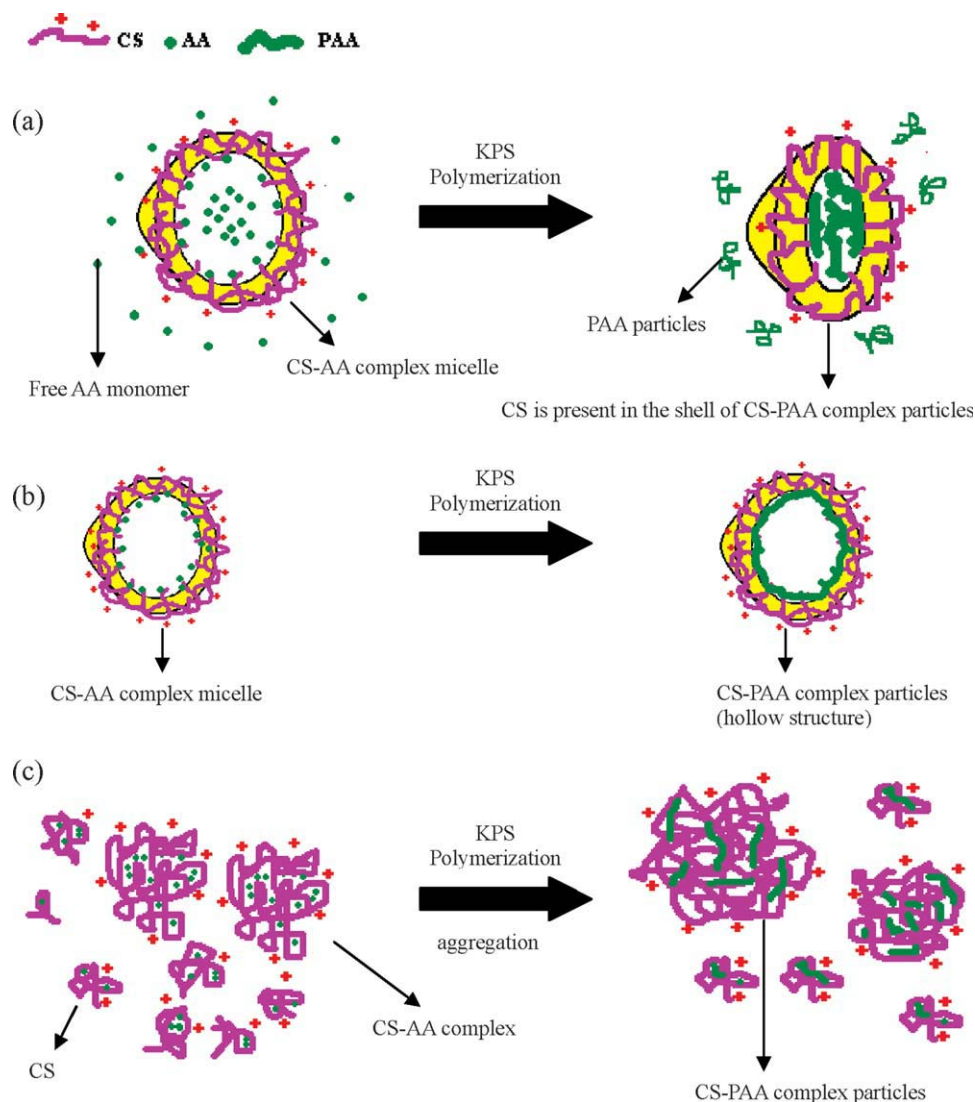 CS AA PAA
(a)
KPS
Polymerization
PAA particles
CS-AA complex micelle
Free AA monomer
CS is present in the shell of CS-PAA complex particles
(b)
KPS
Polymerization
CS-AA complex micelle
CS-PAA complex particles
(hollow structure)
(c)
KPS
Polymerization
aggregation
CS-AA complex
CS
CS-PAA complex particles